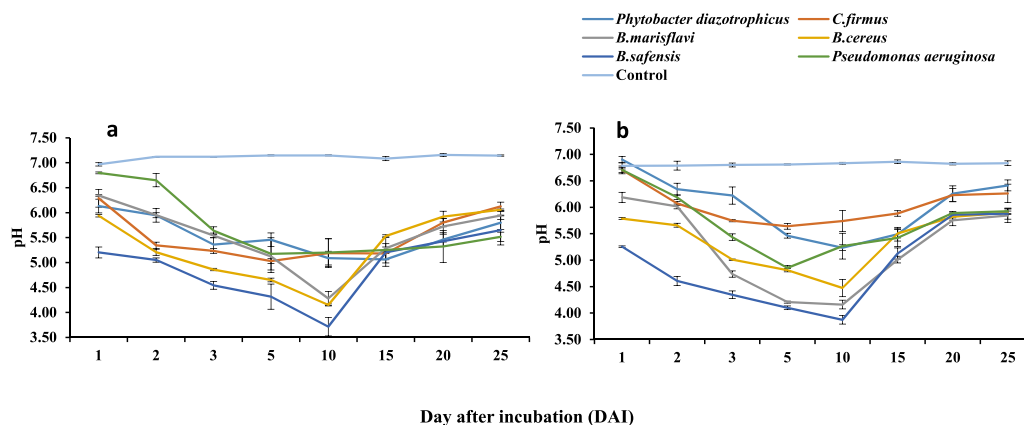 Phytobacter diazotrophicus
C.firmus
B.marisflavi
B.cereus
B.safensis
Pseudomonas aeruginosa
Control
a
7.50
7.00
6.50
6.00
5.50
5.00
4.50
4.00
3.50
pH
1 2 3 5 10 15 20 25
b
7.50
7.00
6.50
6.00
5.50
5.00
4.50
4.00
3.50
pH
1 2 3 5 10 15 20 25
Day after incubation (DAI)